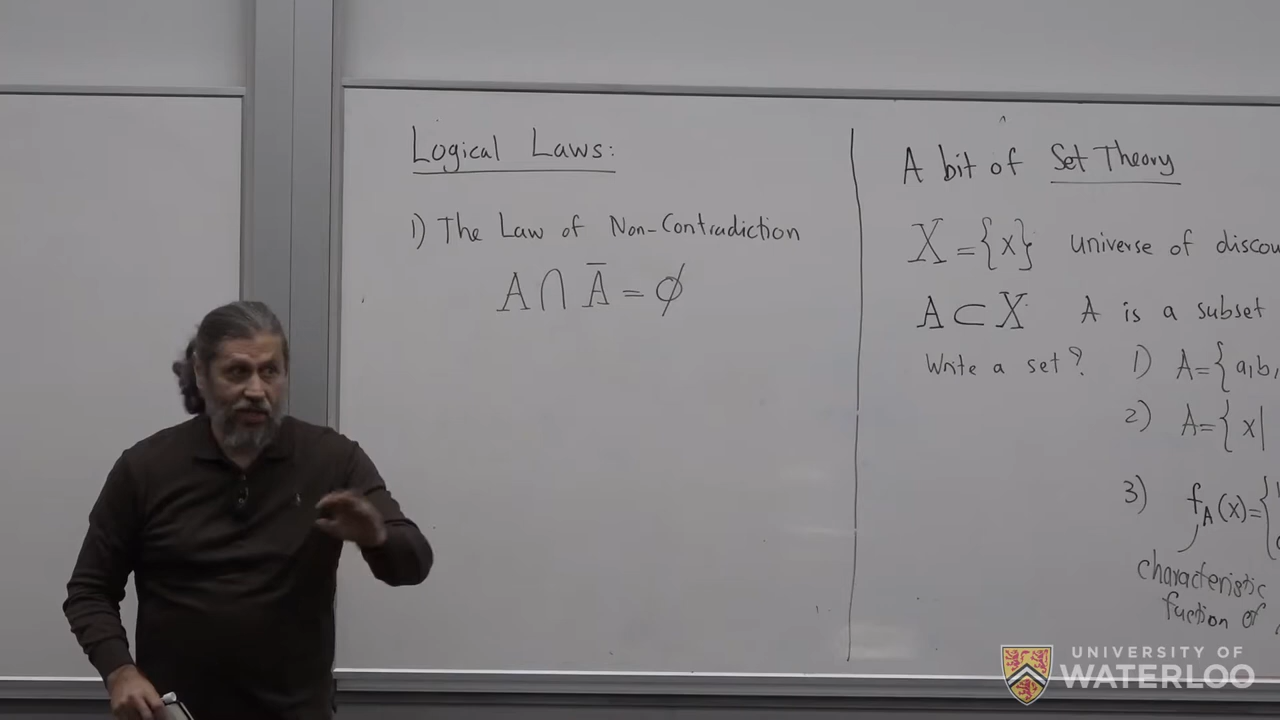 Logical Laws:
1) The Law of Non-Contradiction
A ∩ Ā = ϕ
A bit of Set Theory
X = {x} universe of discou
A ⊂ X A is a subset
Write a set? 1) A={a,b,
2) A={x|
3) f_A(x)={
characteristic
fuction of
UNIVERSITY OF
WATERLOO